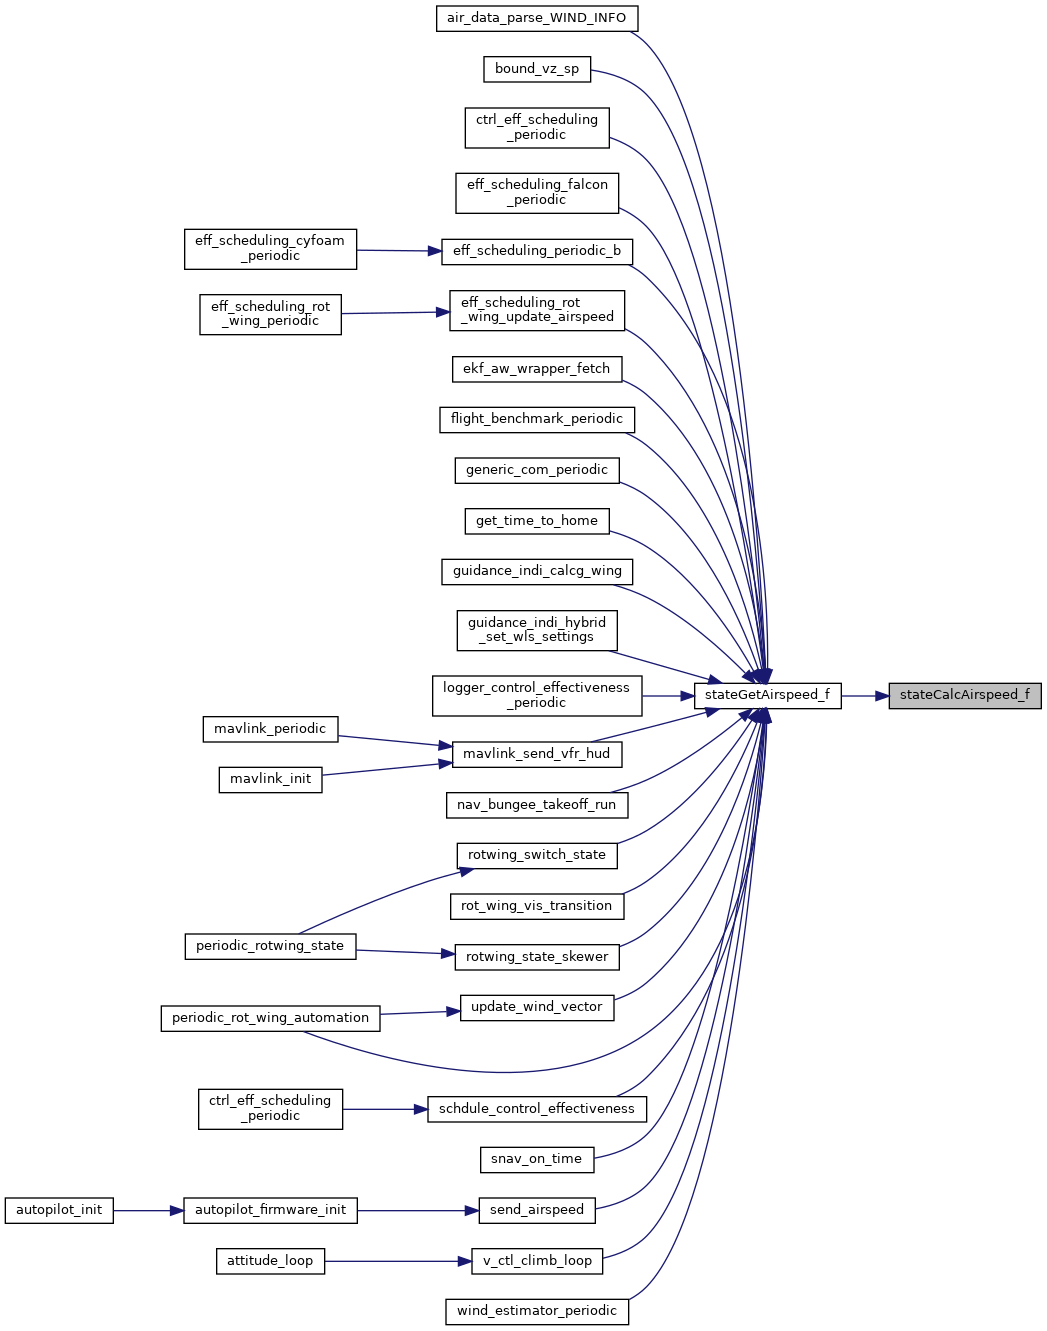 air_data_parse_WIND_INFO
bound_vz_sp
ctrl_eff_scheduling
_periodic
eff_scheduling_falcon
_periodic
eff_scheduling_cyfoam
_periodic
eff_scheduling_periodic_b
eff_scheduling_rot
_wing_periodic
eff_scheduling_rot
_wing_update_airspeed
ekf_aw_wrapper_fetch
flight_benchmark_periodic
generic_com_periodic
get_time_to_home
guidance_indi_calcg_wing
guidance_indi_hybrid
_set_wls_settings
logger_control_effectiveness
_periodic
stateGetAirspeed_f
stateCalcAirspeed_f
mavlink_periodic
mavlink_send_vfr_hud
mavlink_init
nav_bungee_takeoff_run
rotwing_switch_state
rot_wing_vis_transition
periodic_rotwing_state
rotwing_state_skewer
update_wind_vector
periodic_rot_wing_automation
ctrl_eff_scheduling
_periodic
schdule_control_effectiveness
snav_on_time
autopilot_init
autopilot_firmware_init
send_airspeed
attitude_loop
v_ctl_climb_loop
wind_estimator_periodic